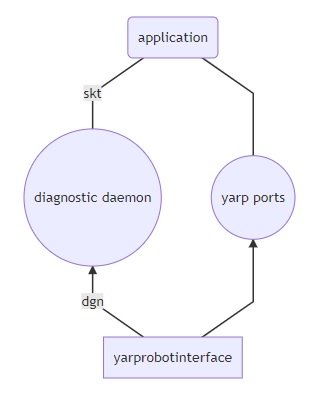 application
skt
diagnostic daemon
yarp ports
dgn
yarprobotinterface